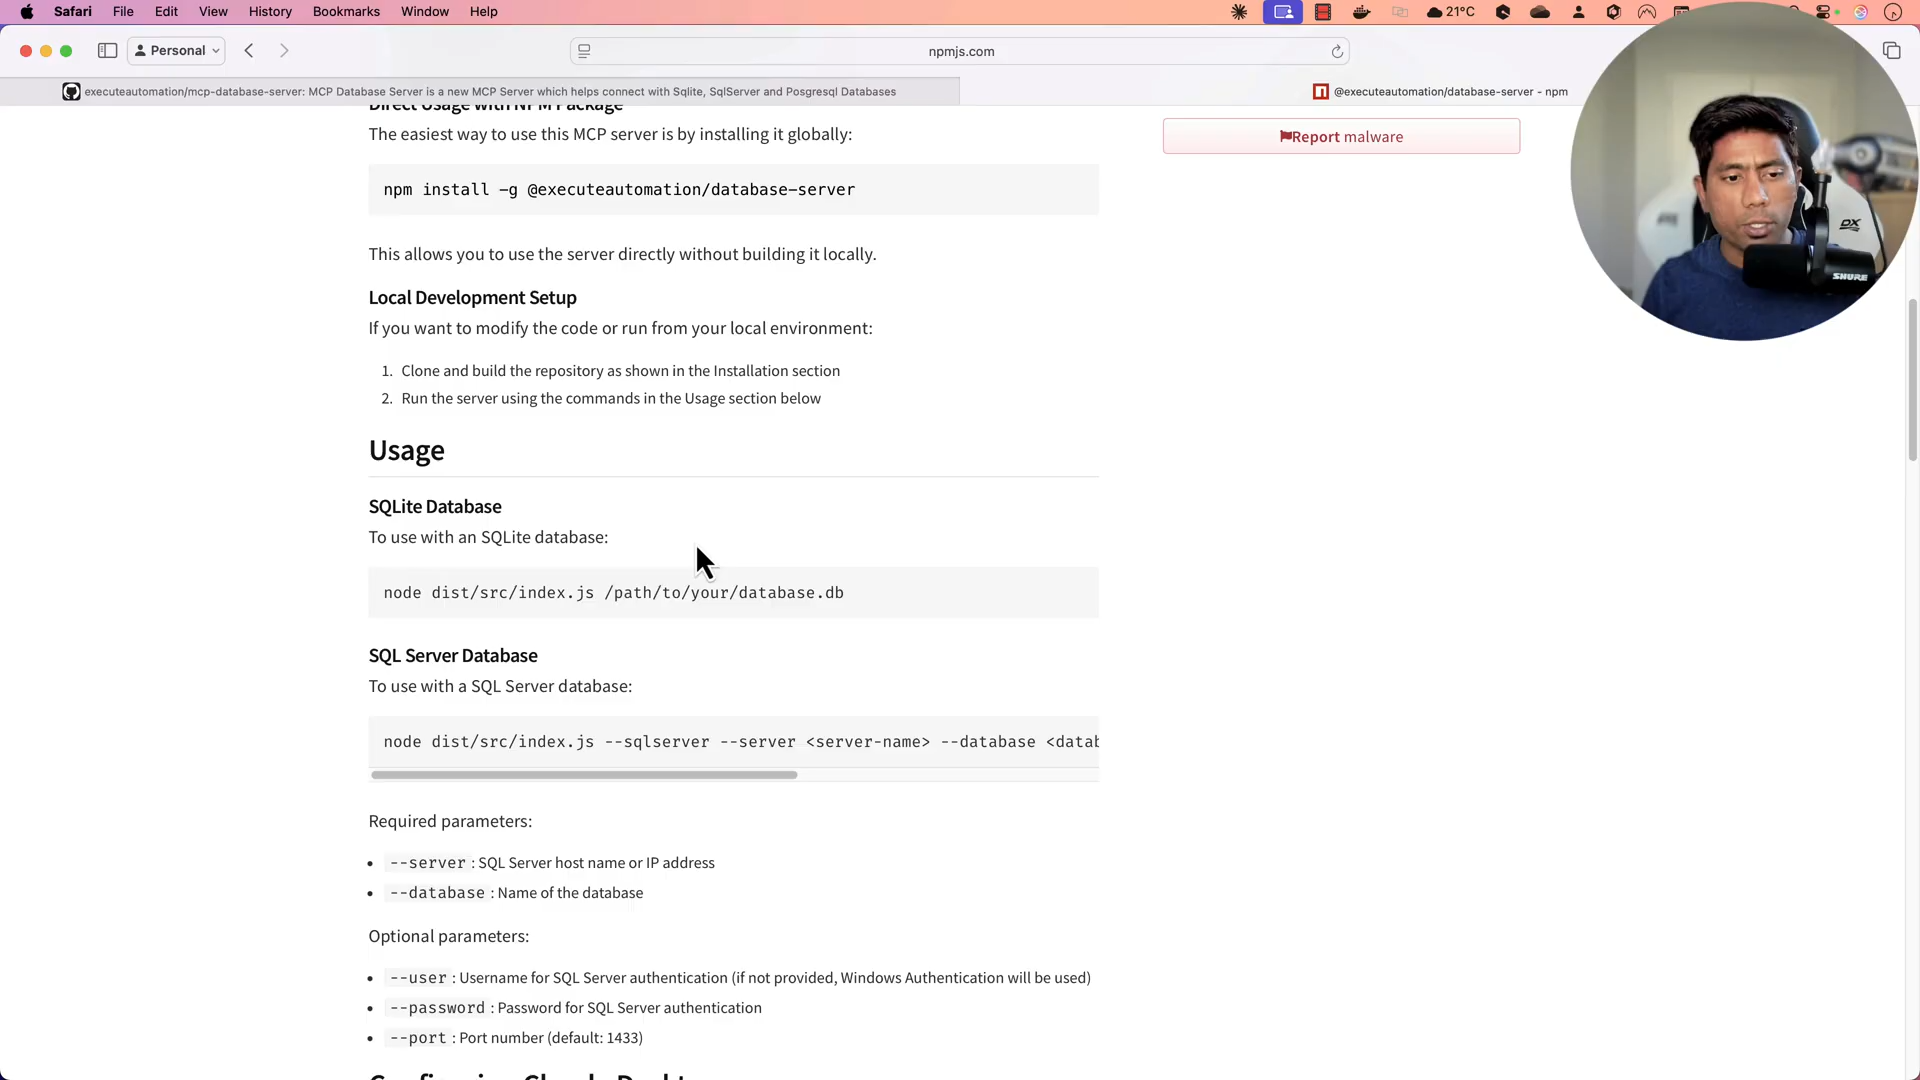 Safari File Edit View History Bookmarks Window Help 21°C
Personal npmjs.com
executeautomation/mcp-database-server: MCP Database Server is a new MCP Server which helps connect with Sqlite, SqlServer and Posgresql Databases
@executeautomation/database-server - npm
Direct Usage with NPM Package
The easiest way to use this MCP server is by installing it globally:
Report malware
npm install -g @executeautomation/database-server
This allows you to use the server directly without building it locally.
Local Development Setup
If you want to modify the code or run from your local environment:
1. Clone and build the repository as shown in the Installation section
2. Run the server using the commands in the Usage section below
Usage
SQLite Database
To use with an SQLite database:
node dist/src/index.js /path/to/your/database.db
SQL Server Database
To use with a SQL Server database:
node dist/src/index.js --sqlserver --server <server-name> --database <datab
Required parameters:
• --server : SQL Server host name or IP address
• --database : Name of the database
Optional parameters:
• --user : Username for SQL Server authentication (if not provided, Windows Authentication will be used)
• --password : Password for SQL Server authentication
• --port : Port number (default: 1433)
DX
SHURE